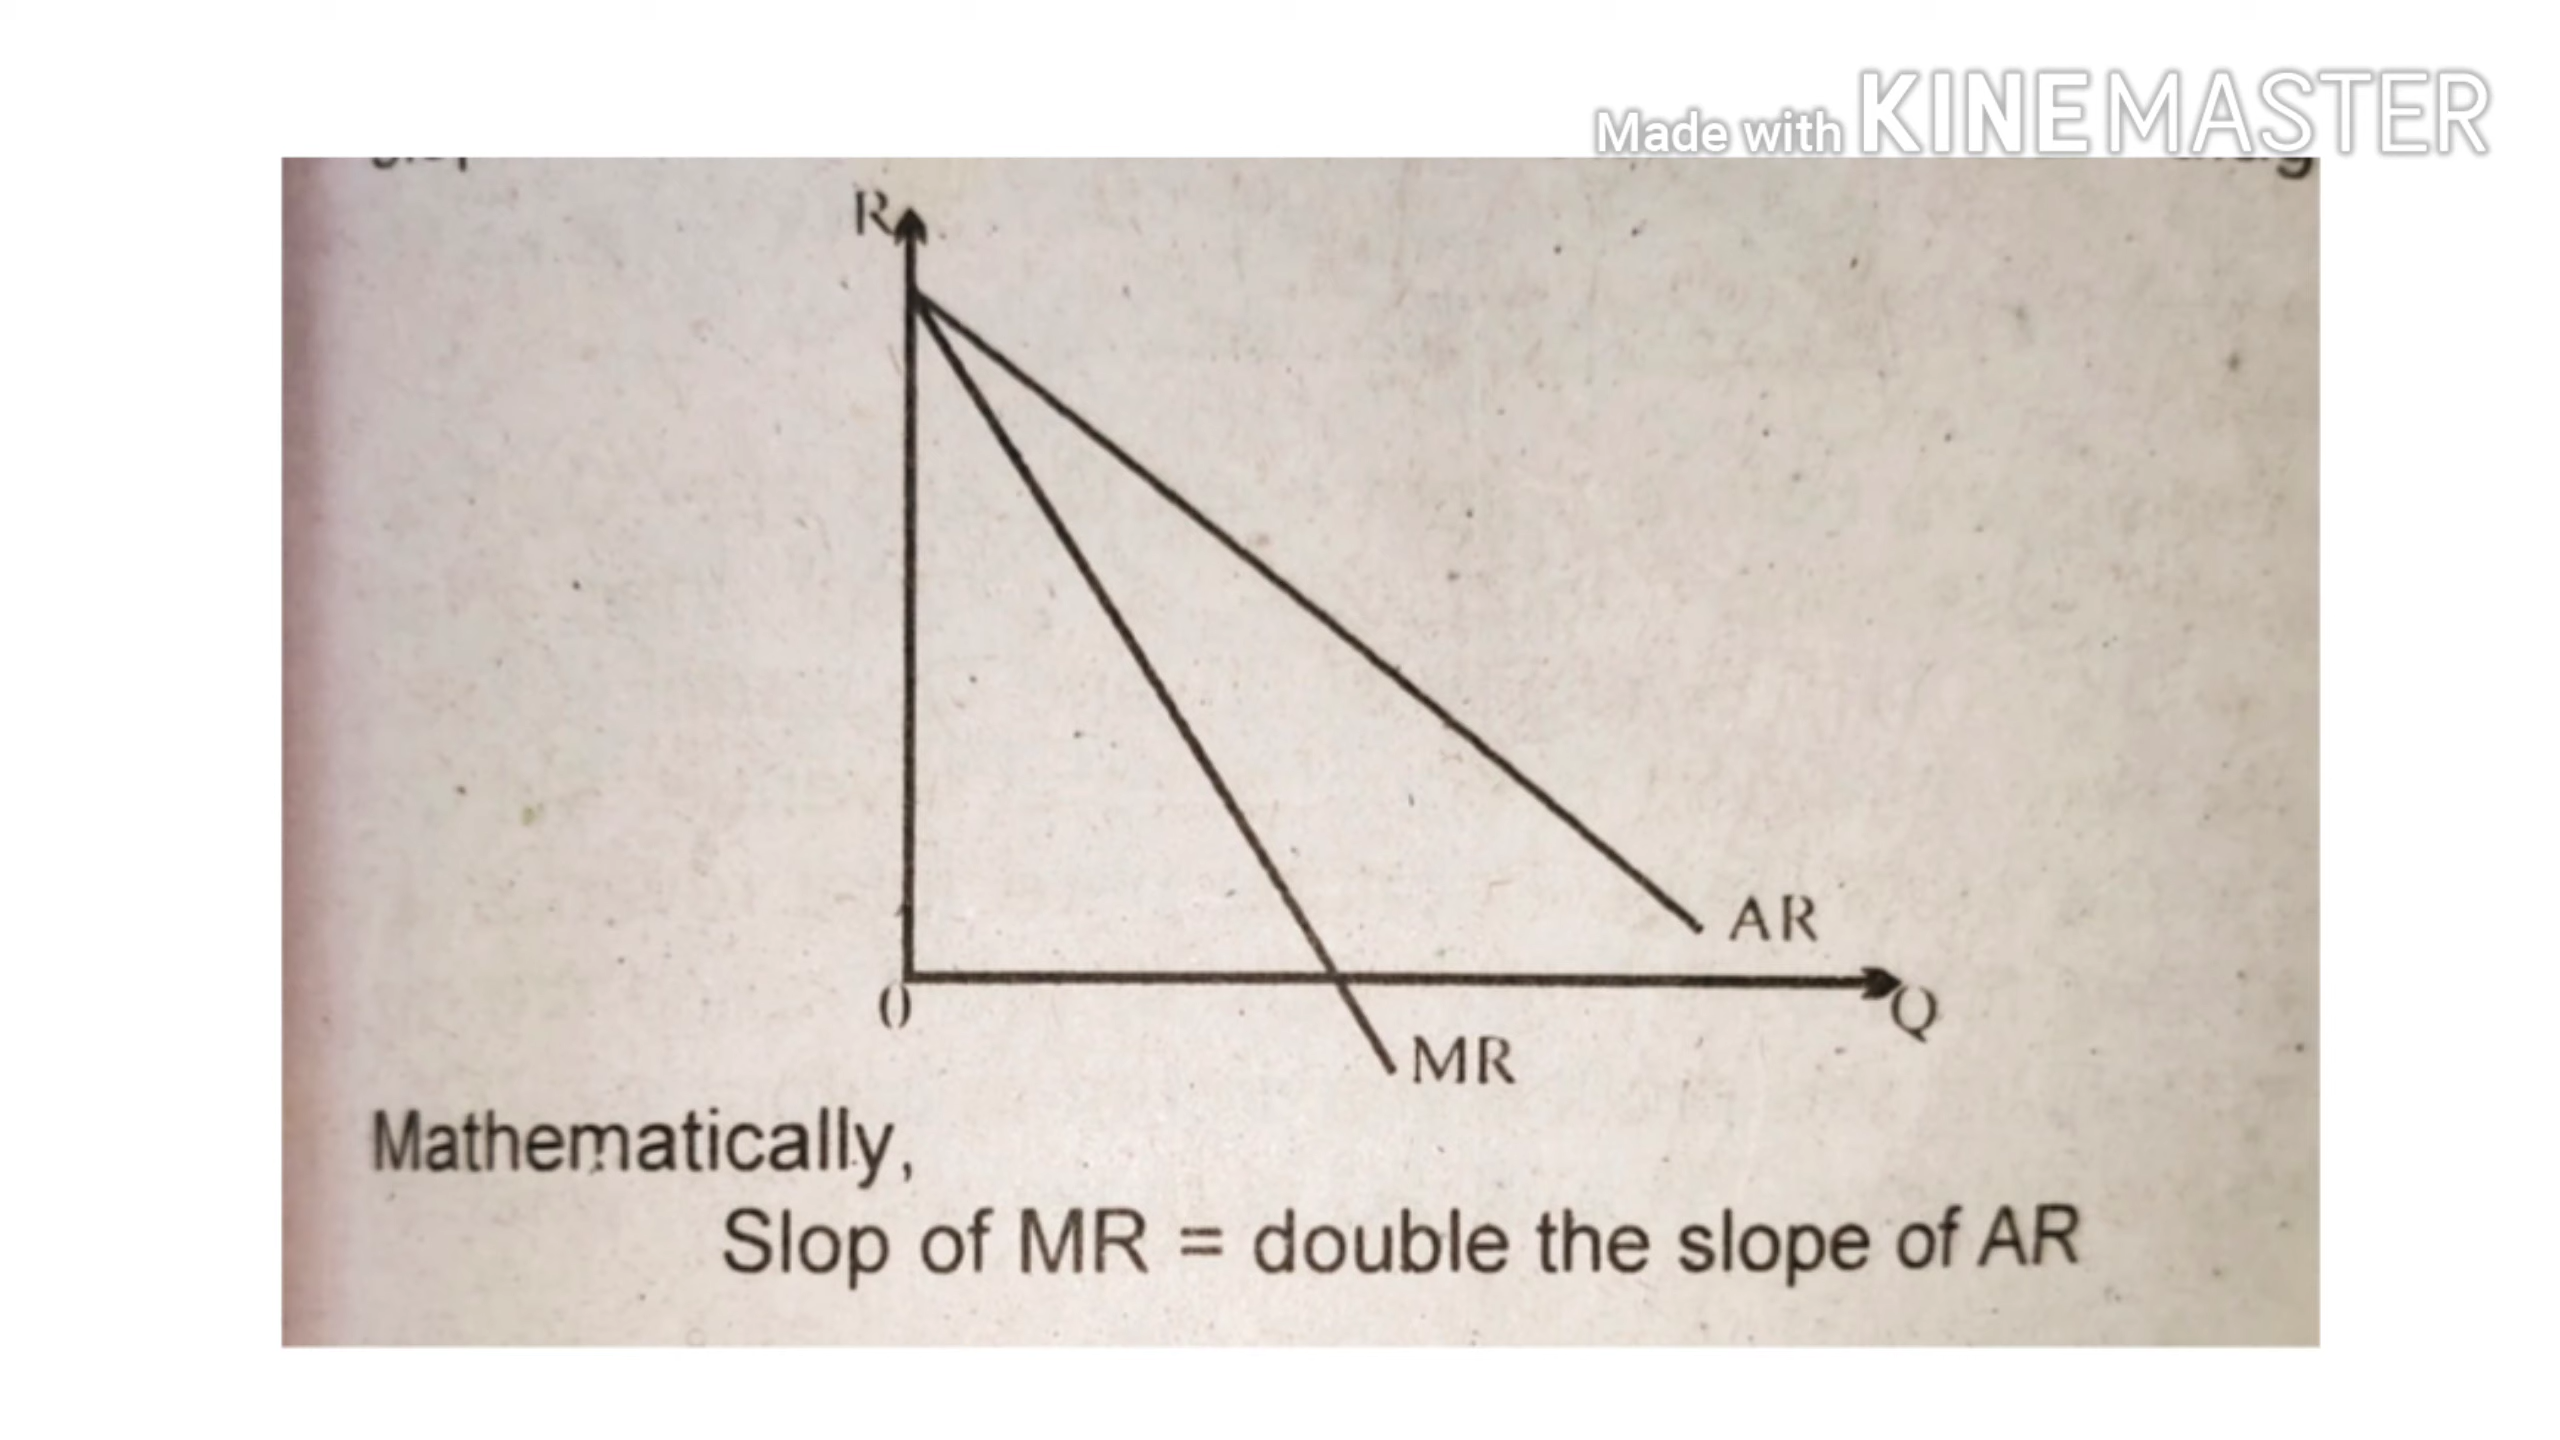 Made with KINEMASTER
R
AR
0
Q
MR
Mathematically,
Slop of MR = double the slope of AR